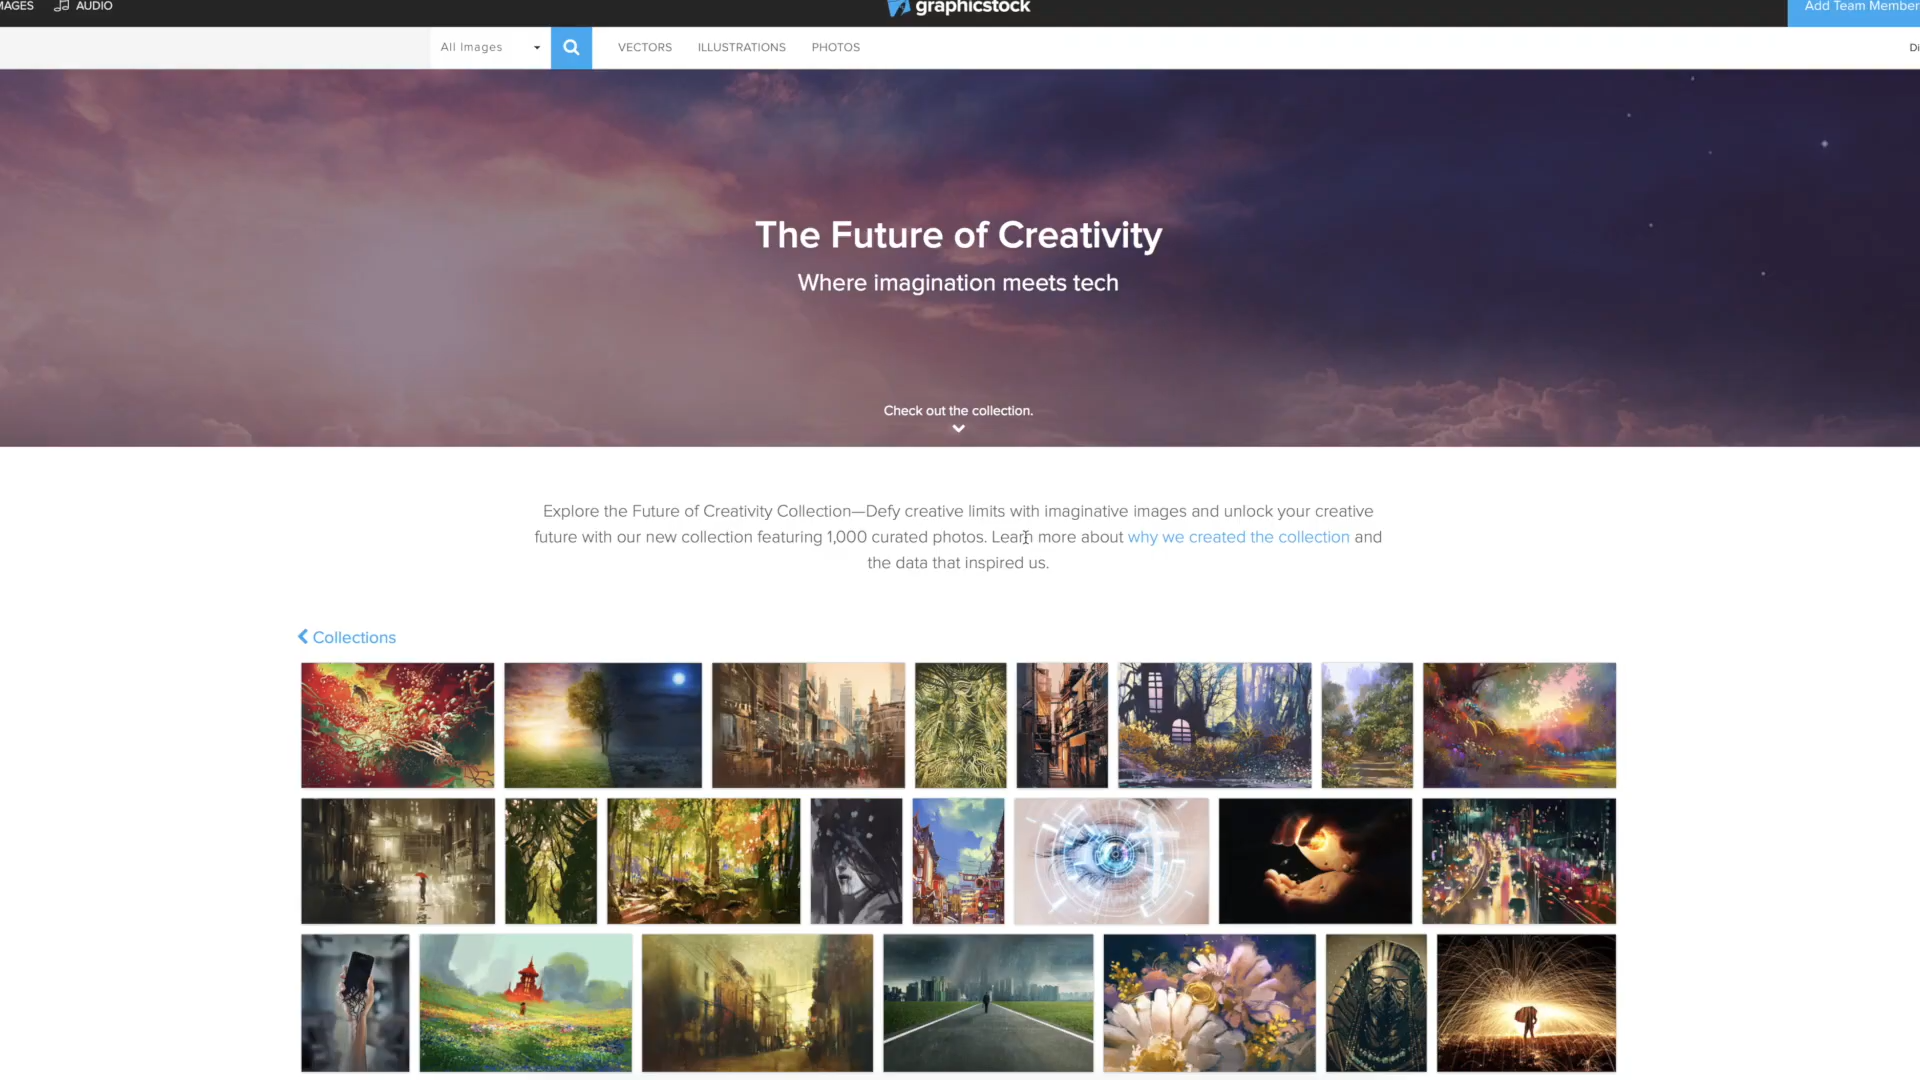 AUDIO
graphicstock
Add Team Member
All Images
VECTORS
ILLUSTRATIONS
PHOTOS
The Future of Creativity
Where imagination meets tech
Check out the collection.
Explore the Future of Creativity Collection—Defy creative limits with imaginative images and unlock your creative
future with our new collection featuring 1,000 curated photos. Learn more about why we created the collection and
the data that inspired us.
Collections